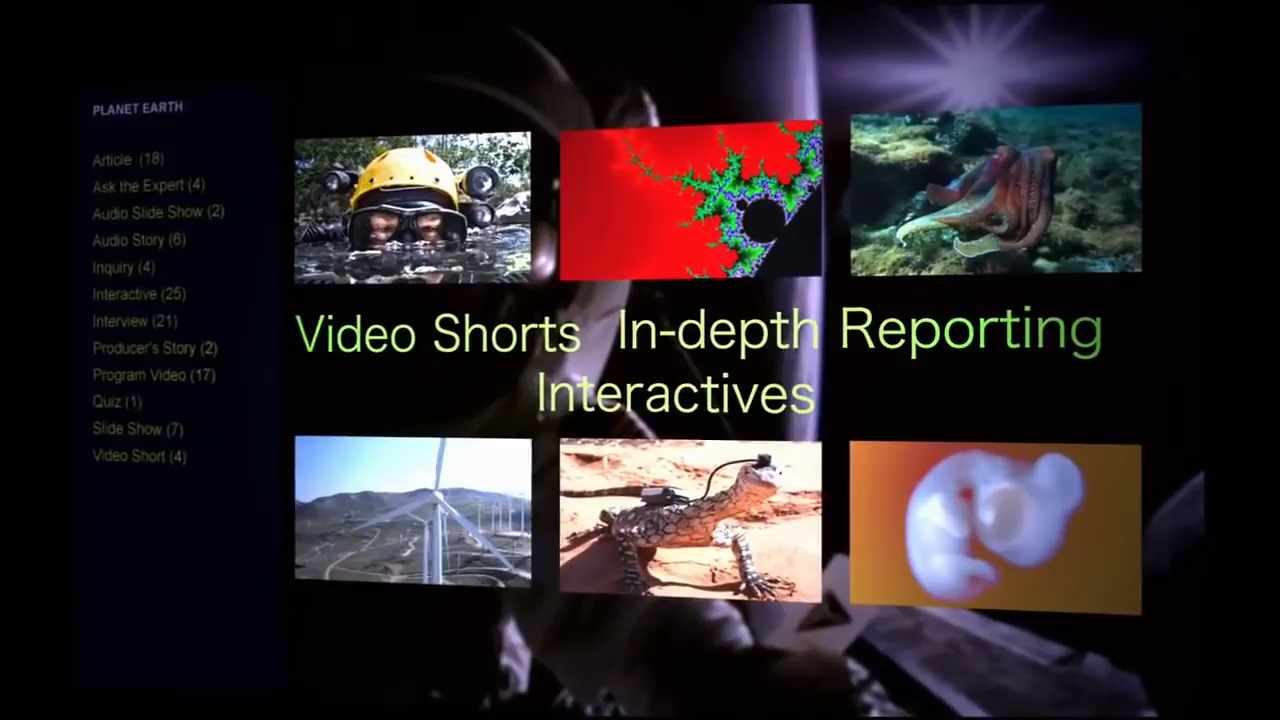 PLANET EARTH
Article (18)
Ask the Expert (4)
Audio Slide Show (2)
Audio Story (6)
Inquiry (4)
Interactive (25)
Interview (21)
Producer's Story (2)
Program Video (17)
Quiz (1)
Slide Show (7)
Video Short (4)
Video Shorts In-depth Reporting
Interactives